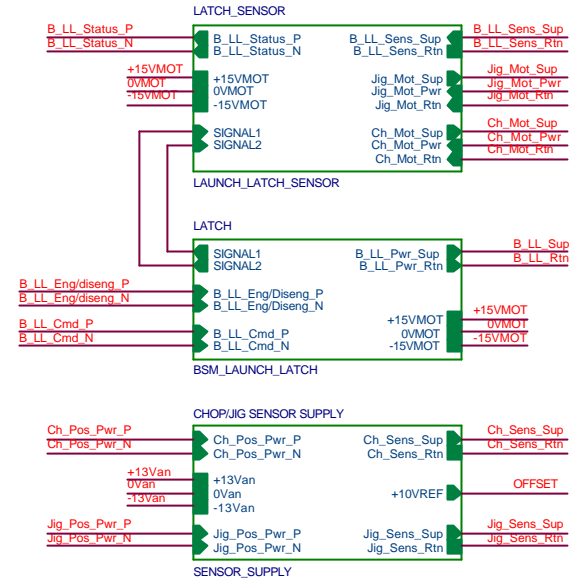 LATCH_SENSOR
B_LL_Status_P
B_LL_Status_N
B_LL_Status_P
B_LL_Status_N
B_LL_Sens_Sup
B_LL_Sens_Rtn
B_LL_Sens_Sup
B_LL_Sens_Rtn
+15VMOT
0VMOT
-15VMOT
+15VMOT
0VMOT
-15VMOT
Jig_Mot_Sup
Jig_Mot_Pwr
Jig_Mot_Rtn
Jig_Mot_Sup
Jig_Mot_Pwr
Jig_Mot_Rtn
SIGNAL1
SIGNAL2
Ch_Mot_Sup
Ch_Mot_Pwr
Ch_Mot_Rtn
Ch_Mot_Sup
Ch_Mot_Pwr
Ch_Mot_Rtn
LAUNCH_LATCH_SENSOR
LATCH
SIGNAL1
SIGNAL2
B_LL_Pwr_Sup
B_LL_Pwr_Rtn
B_LL_Sup
B_LL_Rtn
B_LL_Eng/diseng_P
B_LL_Eng/diseng_N
B_LL_Eng/Diseng_P
B_LL_Eng/Diseng_N
B_LL_Cmd_P
B_LL_Cmd_N
B_LL_Cmd_P
B_LL_Cmd_N
+15VMOT
0VMOT
-15VMOT
+15VMOT
0VMOT
-15VMOT
BSM_LAUNCH_LATCH
CHOP/JIG SENSOR SUPPLY
Ch_Pos_Pwr_P
Ch_Pos_Pwr_N
Ch_Pos_Pwr_P
Ch_Pos_Pwr_N
Ch_Sens_Sup
Ch_Sens_Rtn
Ch_Sens_Sup
Ch_Sens_Rtn
+13Van
0Van
-13Van
+13Van
0Van
-13Van
+10VREF
OFFSET
Jig_Pos_Pwr_P
Jig_Pos_Pwr_N
Jig_Pos_Pwr_P
Jig_Pos_Pwr_N
Jig_Sens_Sup
Jig_Sens_Rtn
Jig_Sens_Sup
Jig_Sens_Rtn
SENSOR_SUPPLY